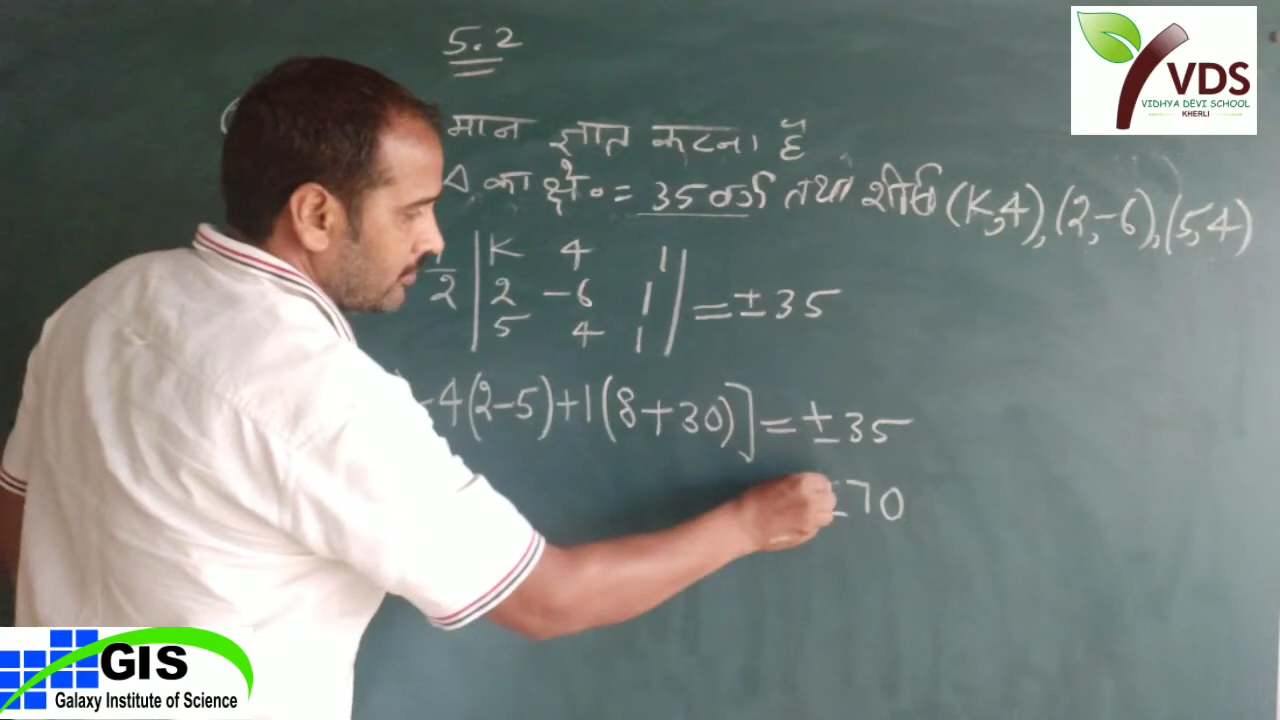 5.2
मान ज्ञात करना है
Δ का क्षे० = 35 वर्ग तथा शीर्ष (K,4), (2,-6), (5,4)
2 | K 4 1 |
| 2 -6 1 | = ±35
| 5 4 1 |
-4(2-5)+1(8+30)] = ±35
±70
VDS
VIDHYA DEVI SCHOOL
KHERLI
GIS
Galaxy Institute of Science